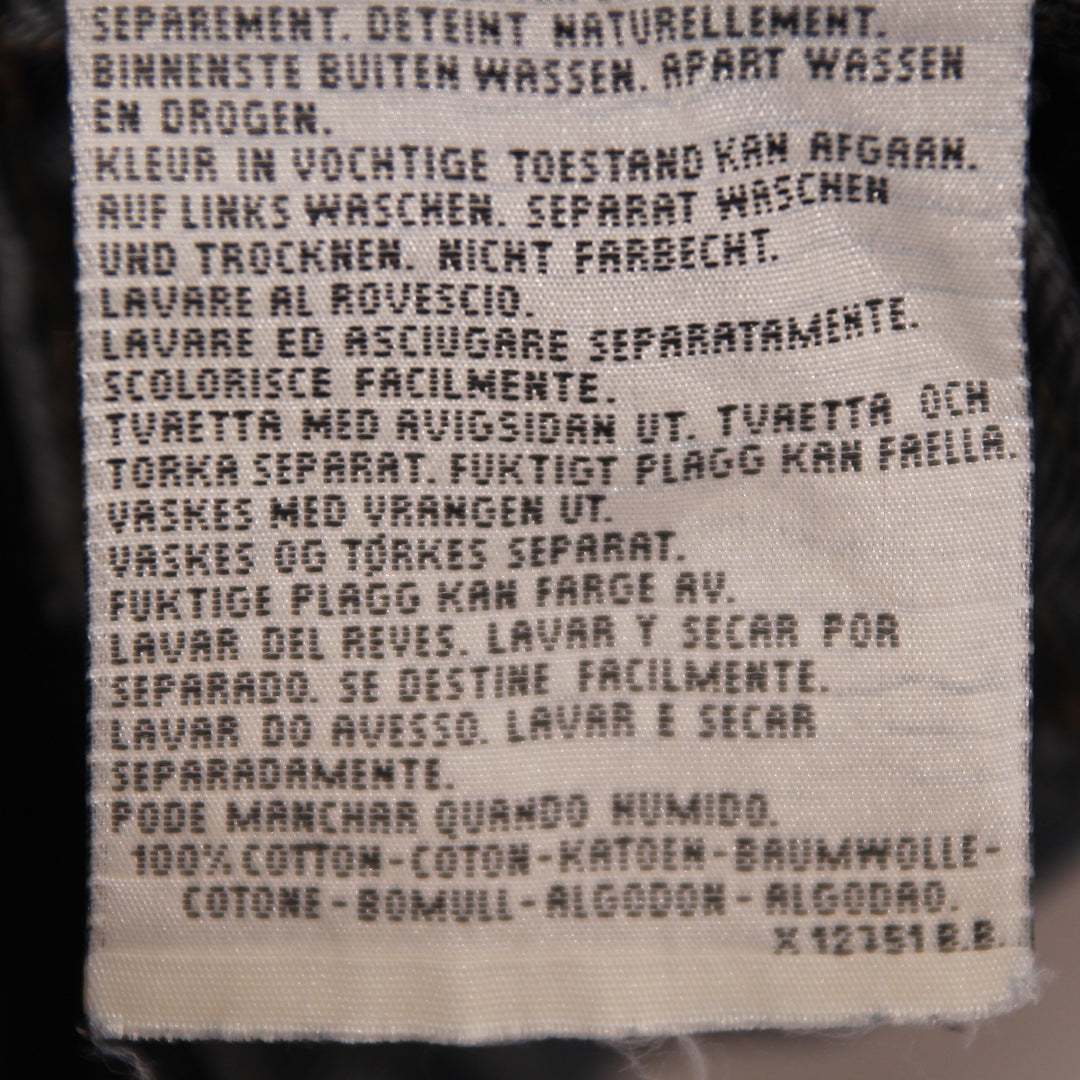 SEPAREMENT. DETEINT NATURELLEMENT.
BINNENSTE BUITEN WASSEN. APART WASSEN
EN DROGEN.
KLEUR IN VOCHTIGE TOESTAND KAN AFGAAN.
AUF LINKS WASCHEN. SEPARAT WASCHEN
UND TROCKNEN. NICHT FARBECHT.
LAVARE AL ROVESCIO.
LAVARE ED ASCIUGARE SEPARATAMENTE.
SCOLORISCE FACILMENTE.
TVAETTA MED AVIGSIDAN UT. TVAETTA OCH
TORKA SEPARAT. FUKTIGT PLAGG KAN FAELLA.
VASKES MED VRANGEN UT.
VASKES OG TØRKES SEPARAT.
FUKTIGE PLAGG KAN FARGE AV.
LAVAR DEL REVES. LAVAR Y SECAR POR
SEPARADO. SE DESTINE FACILMENTE.
LAVAR DO AVESSO. LAVAR E SECAR
SEPARADAMENTE.
PODE MANCHAR QUANDO HUMIDO.
100% COTTON-COTON-KATOEN-BAUMWOLLE-
COTONE-BOMULL-ALGODON-ALGODAO.
X 12351 B.B.